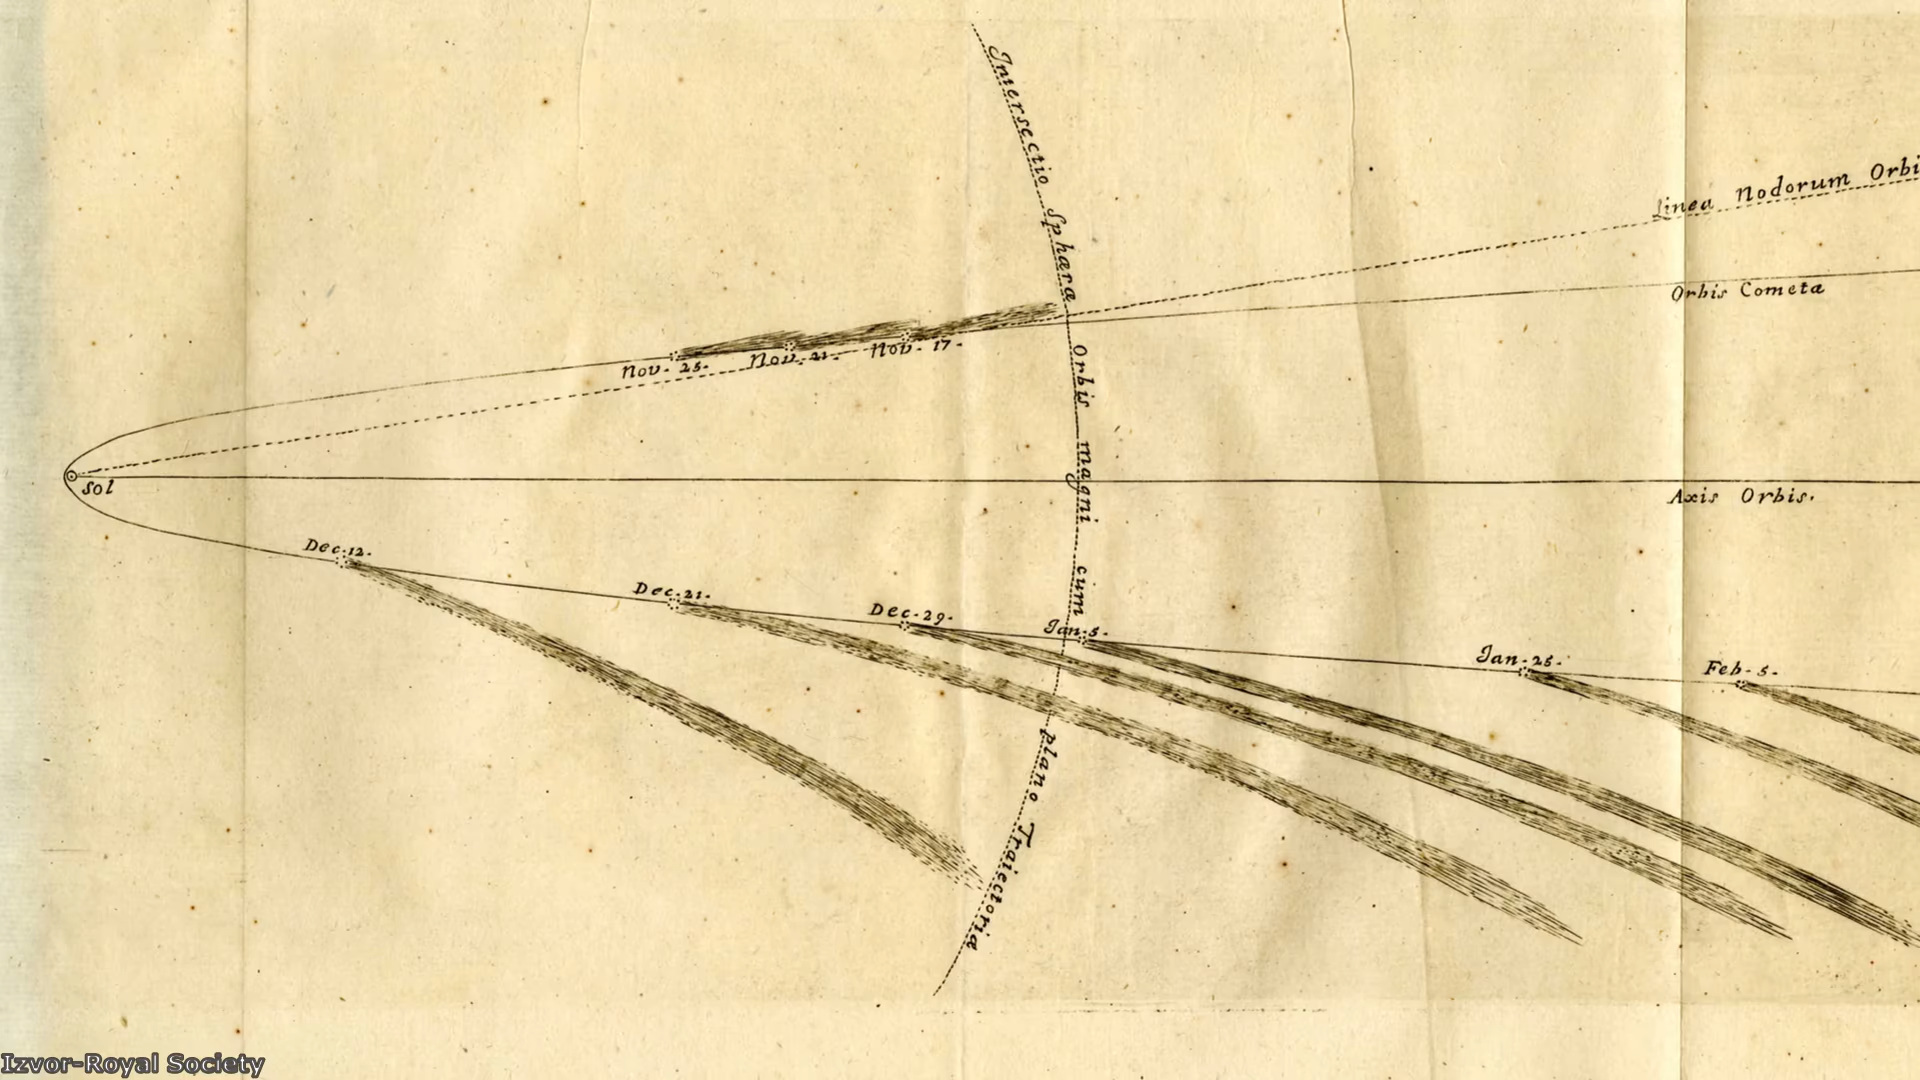 Intersectio Sphæra Orbis magni cum plano Traiectoria
Linea Nodorum Orbi
Orbis Cometa
Nov. 25.
Nov. 21.
Nov. 17.
Sol
Axis Orbis.
Dec. 12.
Dec. 21.
Dec. 29.
Jan. 5.
Jan. 25.
Feb. 5.
Izvor-Royal Society